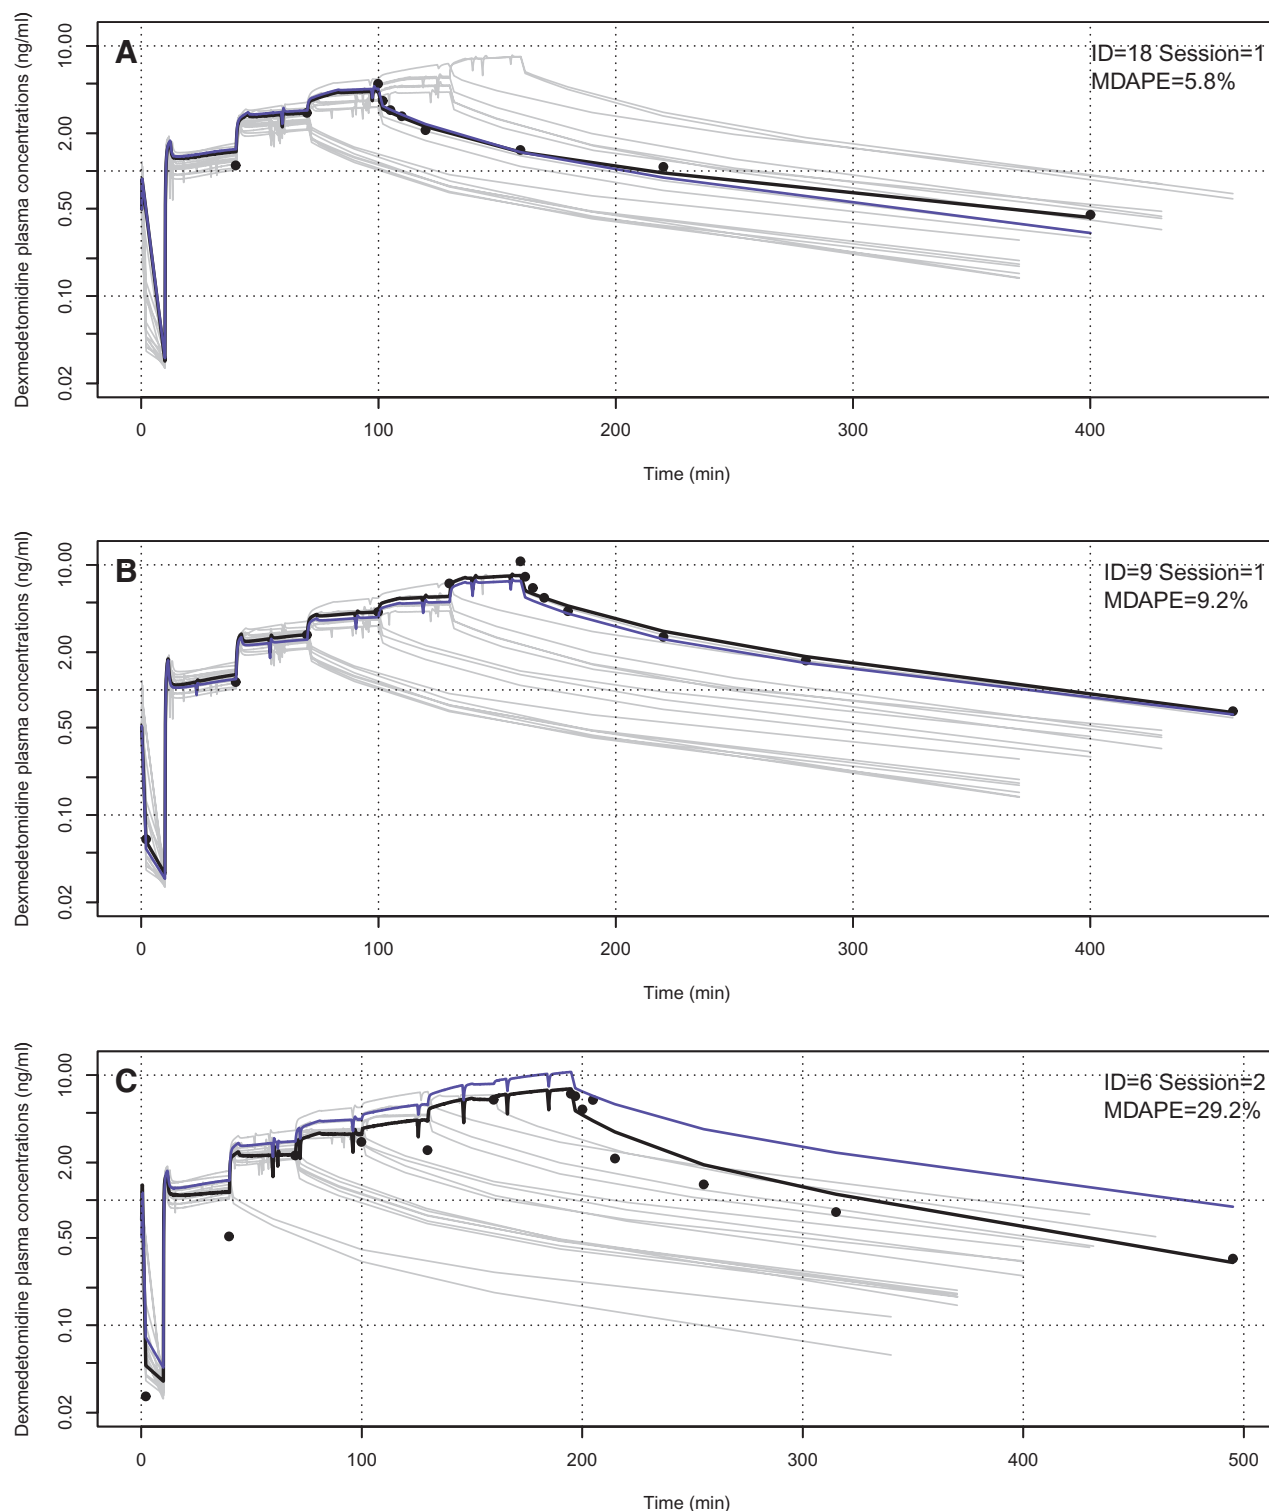 Dexmedetomidine plasma concentrations (ng/ml)
10.00
2.00
0.50
0.10
0.02
A
ID=18 Session=1
MDAPE=5.8%
0 100 200 300 400
Time (min)
Dexmedetomidine plasma concentrations (ng/ml)
10.00
2.00
0.50
0.10
0.02
B
ID=9 Session=1
MDAPE=9.2%
0 100 200 300 400
Time (min)
Dexmedetomidine plasma concentrations (ng/ml)
10.00
2.00
0.50
0.10
0.02
C
ID=6 Session=2
MDAPE=29.2%
0 100 200 300 400 500
Time (min)